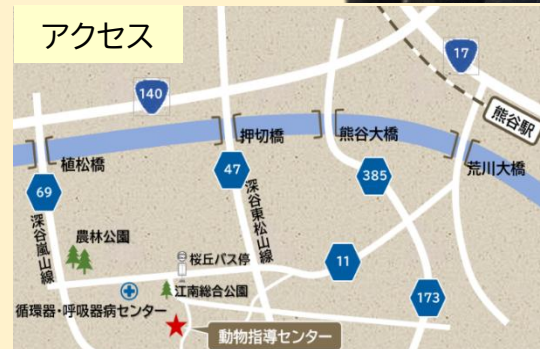 アクセス
17
140
熊谷駅
押切橋
熊谷大橋
植松橋
荒川大橋
47
385
69
深谷嵐山線
深谷東松山線
農林公園
桜丘バス停
11
江南総合公園
173
循環器・呼吸器病センター
動物指導センター